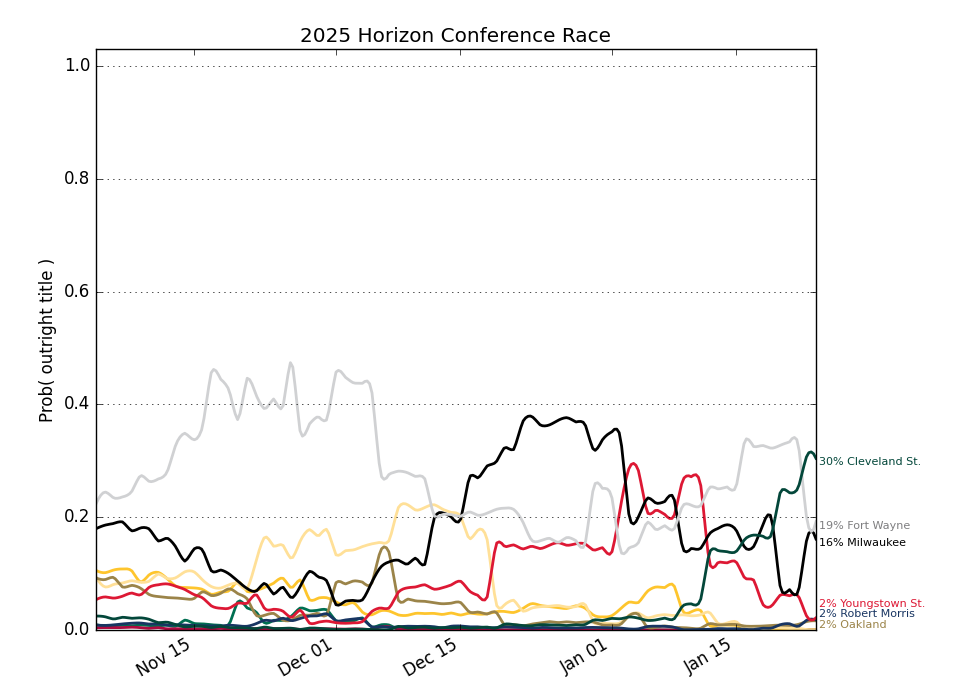 2025 Horizon Conference Race
Prob( outright title )
1.0
0.8
0.6
0.4
0.2
0.0
Nov 15
Dec 01
Dec 15
Jan 01
Jan 15
30% Cleveland St.
19% Fort Wayne
16% Milwaukee
2% Youngstown St.
2% Robert Morris
2% Oakland